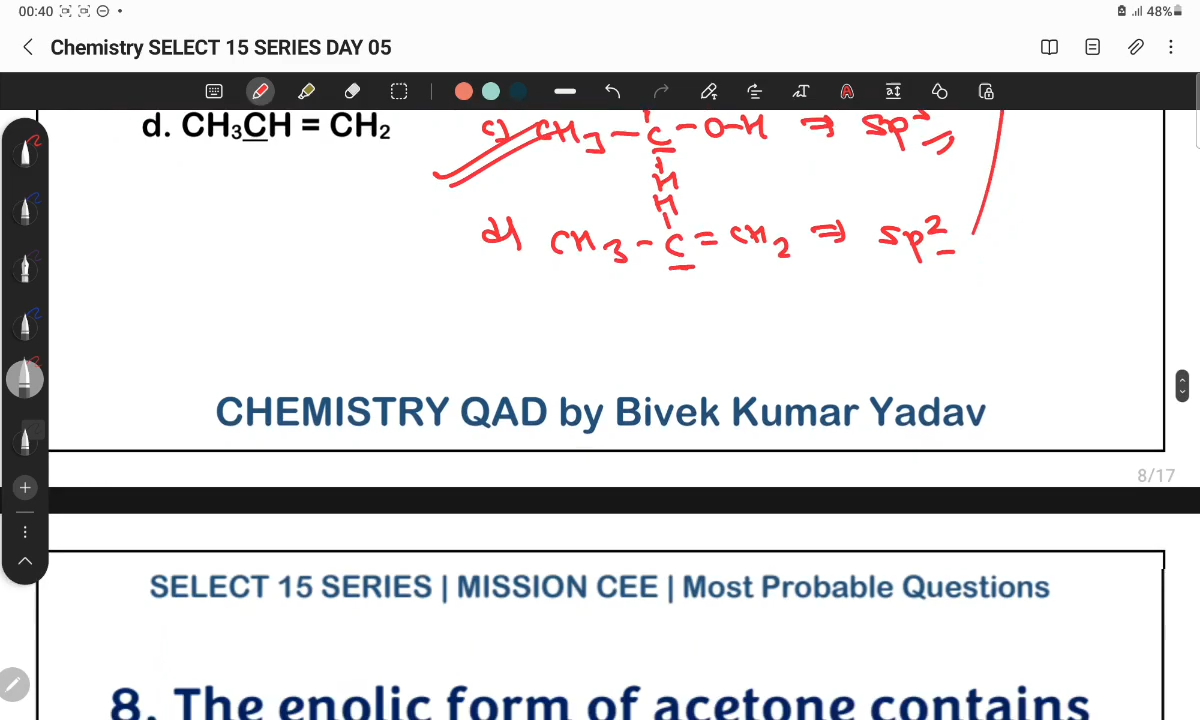 00:40
48%
Chemistry SELECT 15 SERIES DAY 05
d. CH₃CH = CH₂
c) CH₃ – C – O–H ⇒ sp³
H
H
d) CH₃ – C = CH₂ ⇒ sp²
CHEMISTRY QAD by Bivek Kumar Yadav
8/17
SELECT 15 SERIES | MISSION CEE | Most Probable Questions
8. The enolic form of acetone contains